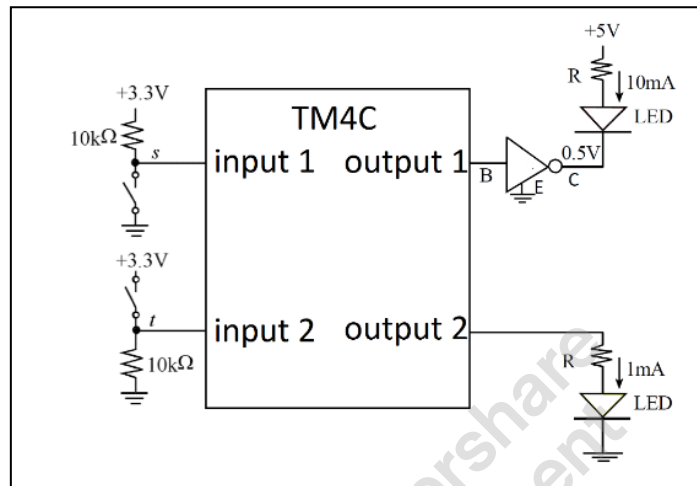 +5V
R
10mA
LED
+3.3V
10kΩ
TM4C
s
input 1
output 1
B
E
0.5V
C
+3.3V
t
input 2
output 2
10kΩ
R
1mA
LED